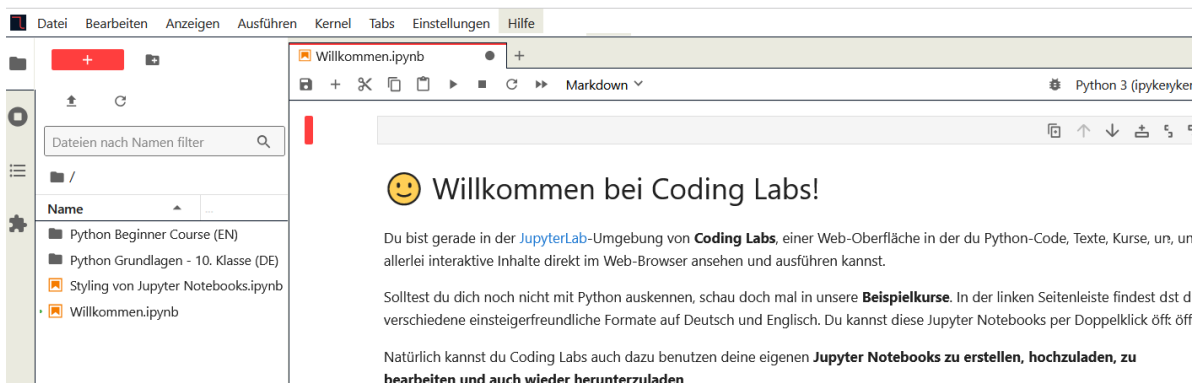 Datei Bearbeiten Anzeigen Ausführen Kernel Tabs Einstellungen Hilfe
Willkommen.ipynb
Markdown
Python 3
Dateien nach Namen filter
/
Name
Python Beginner Course (EN)
Python Grundlagen - 10. Klasse (DE)
Styling von Jupyter Notebooks.ipynb
Willkommen.ipynb
Willkommen bei Coding Labs!
Du bist gerade in der JupyterLab-Umgebung von Coding Labs, einer Web-Oberfläche in der du Python-Code, Texte, Kurse,
allerlei interaktive Inhalte direkt im Web-Browser ansehen und ausführen kannst.
Solltest du dich noch nicht mit Python auskennen, schau doch mal in unsere Beispielkurse. In der linken Seitenleiste findest
verschiedene einsteigerfreundliche Formate auf Deutsch und Englisch. Du kannst diese Jupyter Notebooks per Doppelklick
Natürlich kannst du Coding Labs auch dazu benutzen deine eigenen Jupyter Notebooks zu erstellen, hochzuladen, zu
bearbeiten und auch wieder herunterzuladen